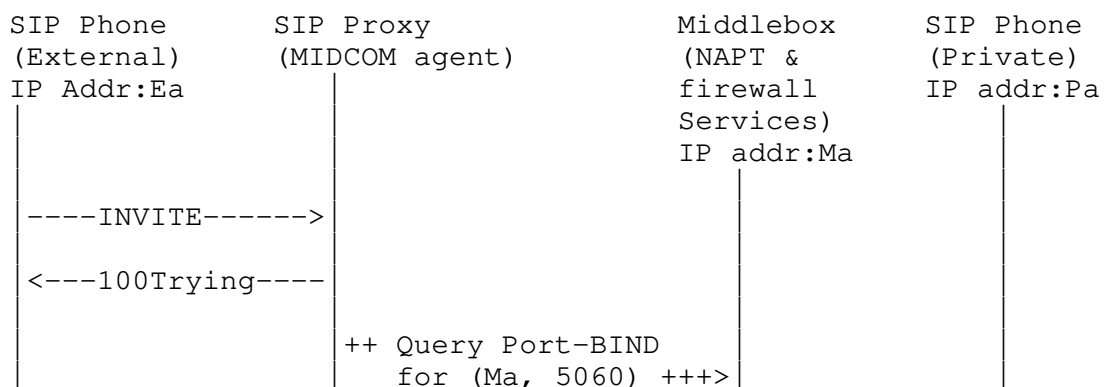 SIP Phone       SIP Proxy               Middlebox     SIP Phone
(External)      (MIDCOM agent)          (NAPT &       (Private)
IP Addr:Ea                              firewall      IP addr:Pa
                                        Services)
                                        IP addr:Ma
----INVITE------>
<---100Trying----
++ Query Port-BIND
for (Ma, 5060) +++>